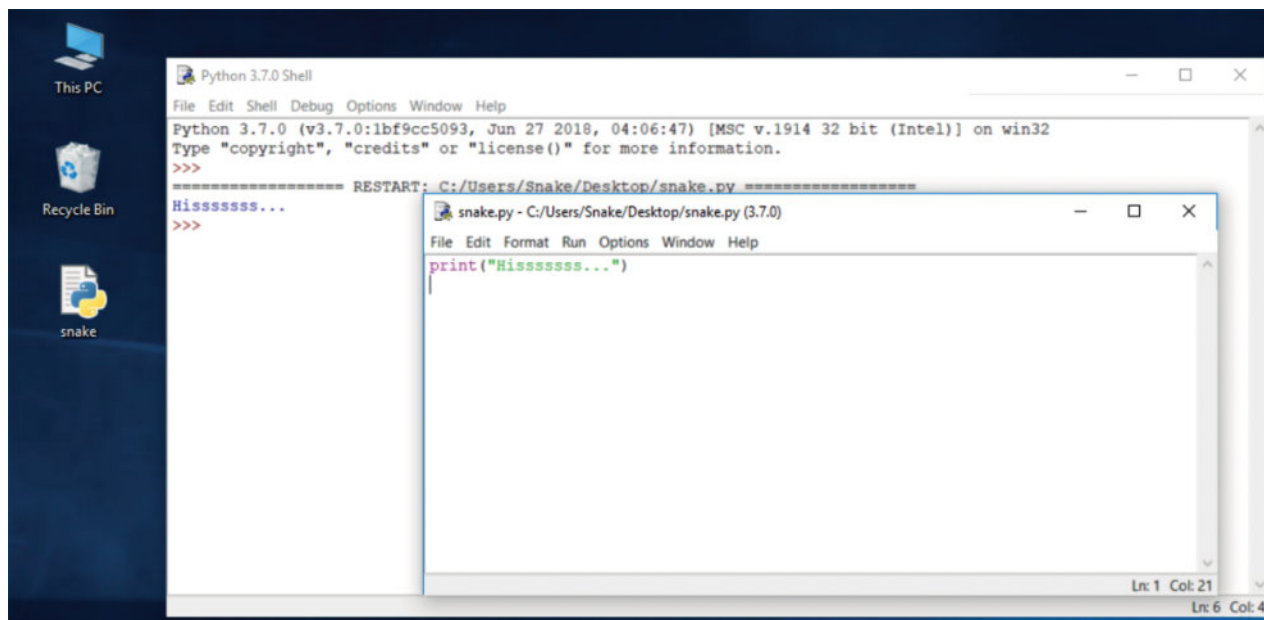 This PC
Recycle Bin
snake
Python 3.7.0 Shell
File Edit Shell Debug Options Window Help
Python 3.7.0 (v3.7.0:1bf9cc5093, Jun 27 2018, 04:06:47) [MSC v.1914 32 bit (Intel)] on win32
Type "copyright", "credits" or "license()" for more information.
>>>
================== RESTART: C:/Users/Snake/Desktop/snake.py ==================
Hisssssss...
>>>
snake.py - C:/Users/Snake/Desktop/snake.py (3.7.0)
File Edit Format Run Options Window Help
print("Hisssssss...")
Ln: 1 Col: 21
Ln: 6 Col: 4